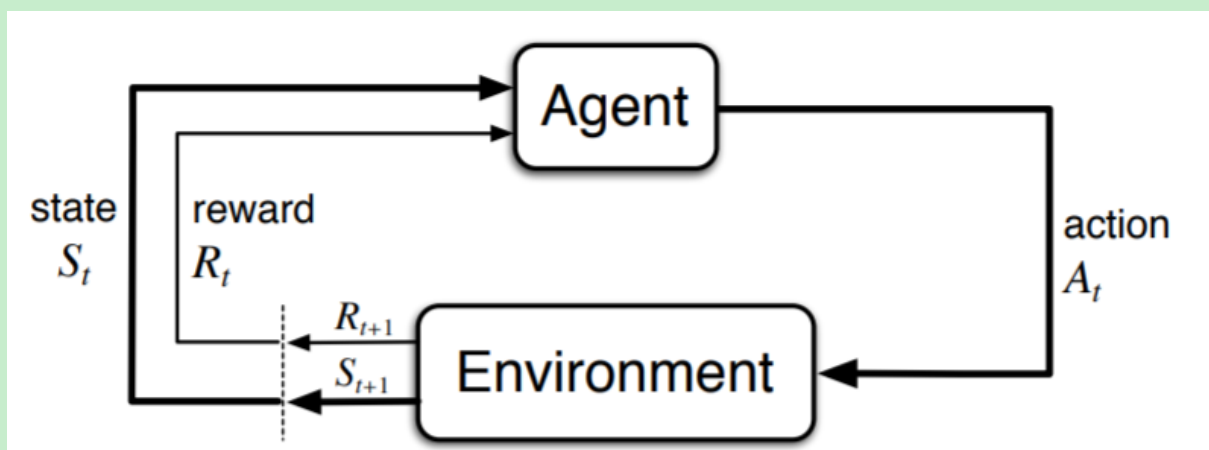 Agent
state
S_t
reward
R_t
action
A_t
R_{t+1}
S_{t+1}
Environment